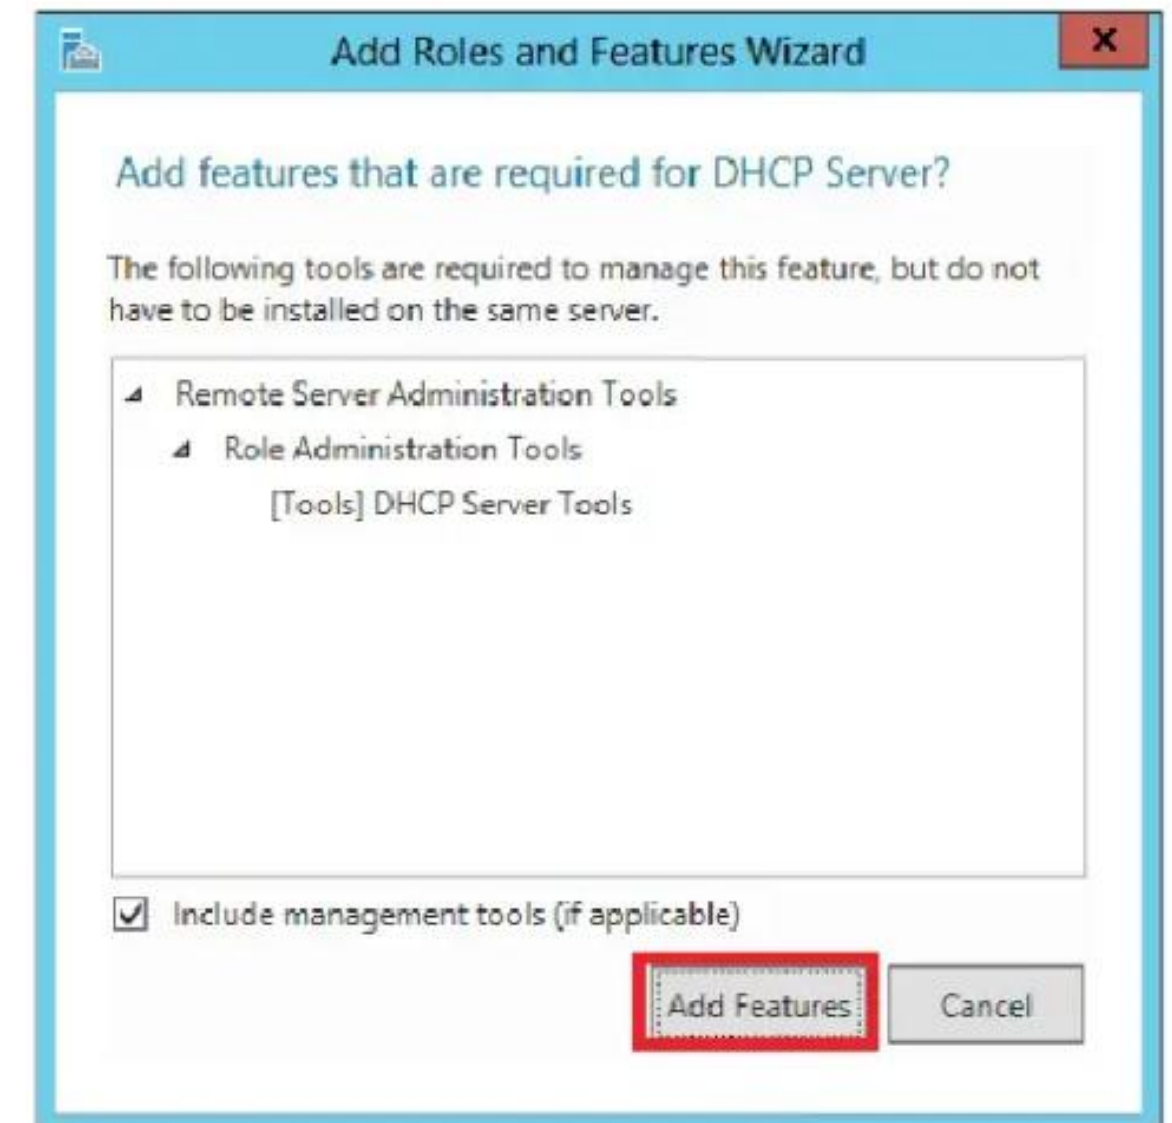 Add Roles and Features Wizard
Add features that are required for DHCP Server?
The following tools are required to manage this feature, but do not
have to be installed on the same server.
Remote Server Administration Tools
Role Administration Tools
[Tools] DHCP Server Tools
Include management tools (if applicable)
Add Features
Cancel